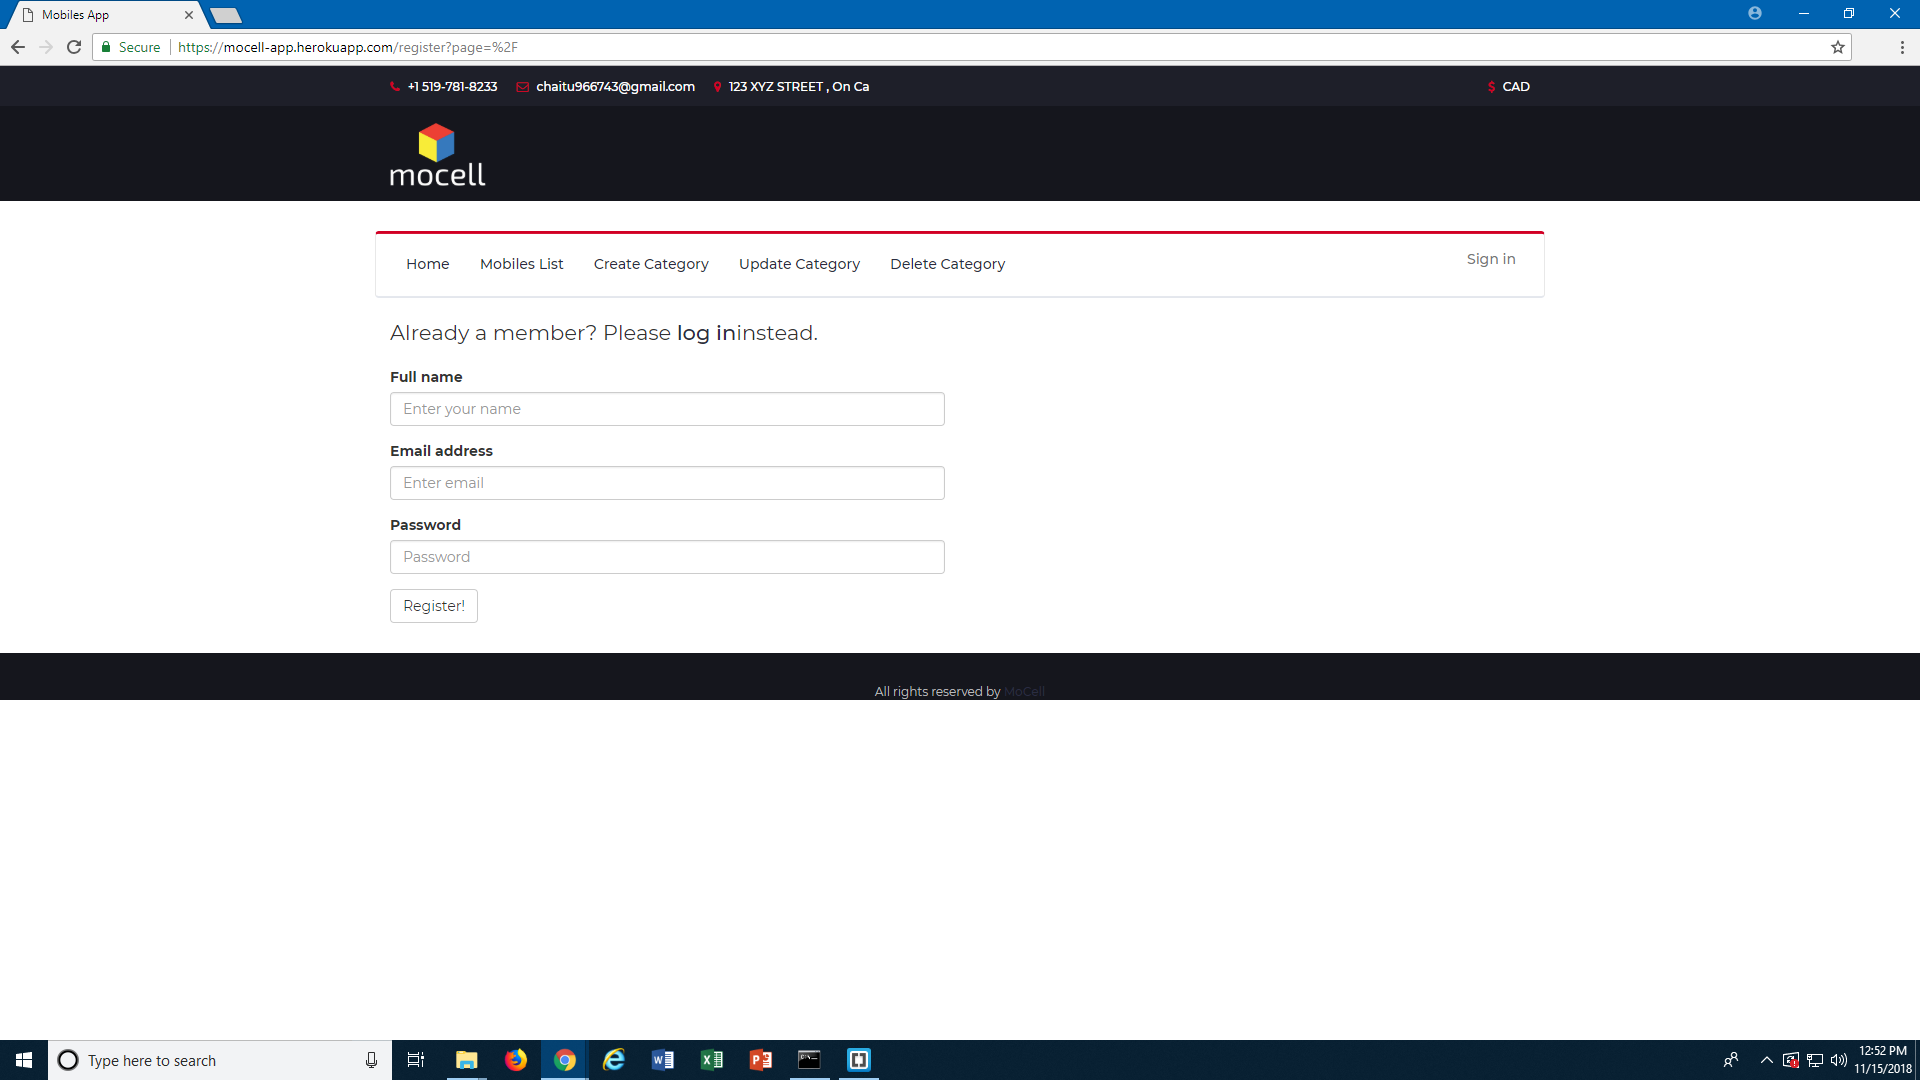 Mobiles App
Secure https://mocell-app.herokuapp.com/register?page=%2F
+1 519-781-8233 chaitu966743@gmail.com 123 XYZ STREET , On Ca $ CAD
mocell
Home Mobiles List Create Category Update Category Delete Category Sign in
Already a member? Please log ininstead.
Full name
Enter your name
Email address
Enter email
Password
Password
Register!
All rights reserved by MoCell
Type here to search
12:52 PM
11/15/2018